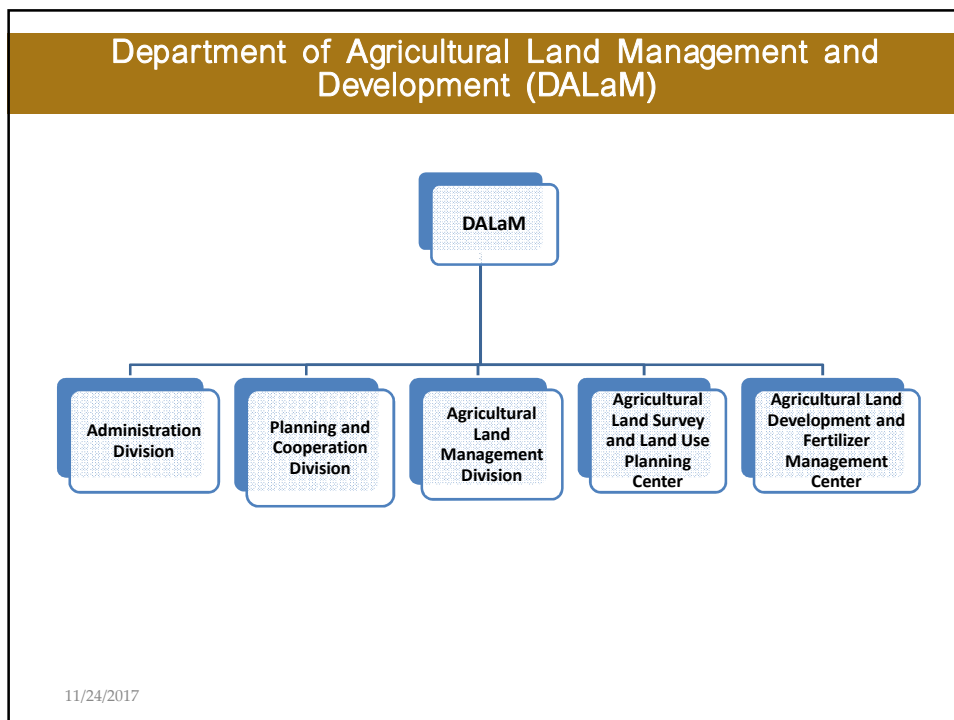 Department of Agricultural Land Management and
Development (DALaM)
DALaM
Administration
Division
Planning and
Cooperation
Division
Agricultural
Land
Management
Division
Agricultural
Land Survey
and Land Use
Planning
Center
Agricultural Land
Development and
Fertilizer
Management
Center
11/24/2017